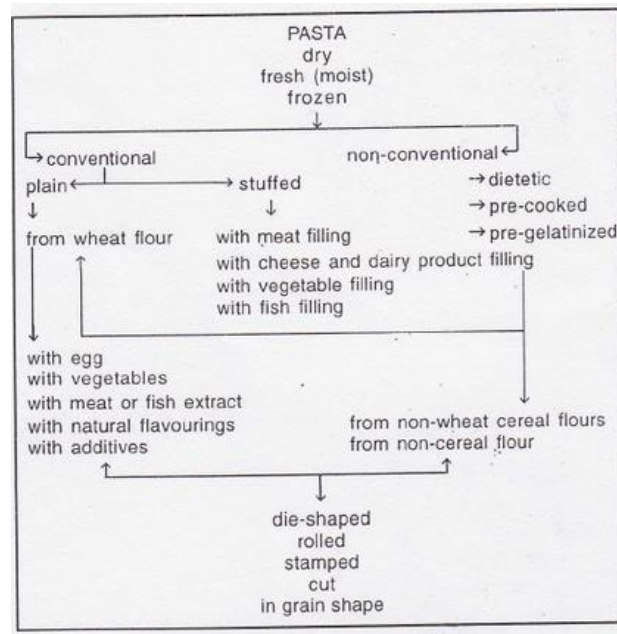 PASTA
dry
fresh (moist)
frozen
conventional
non-conventional
plain
stuffed
dietetic
pre-cooked
pre-gelatinized
from wheat flour
with meat filling
with cheese and dairy product filling
with vegetable filling
with fish filling
with egg
with vegetables
with meat or fish extract
with natural flavourings
with additives
from non-wheat cereal flours
from non-cereal flour
die-shaped
rolled
stamped
cut
in grain shape